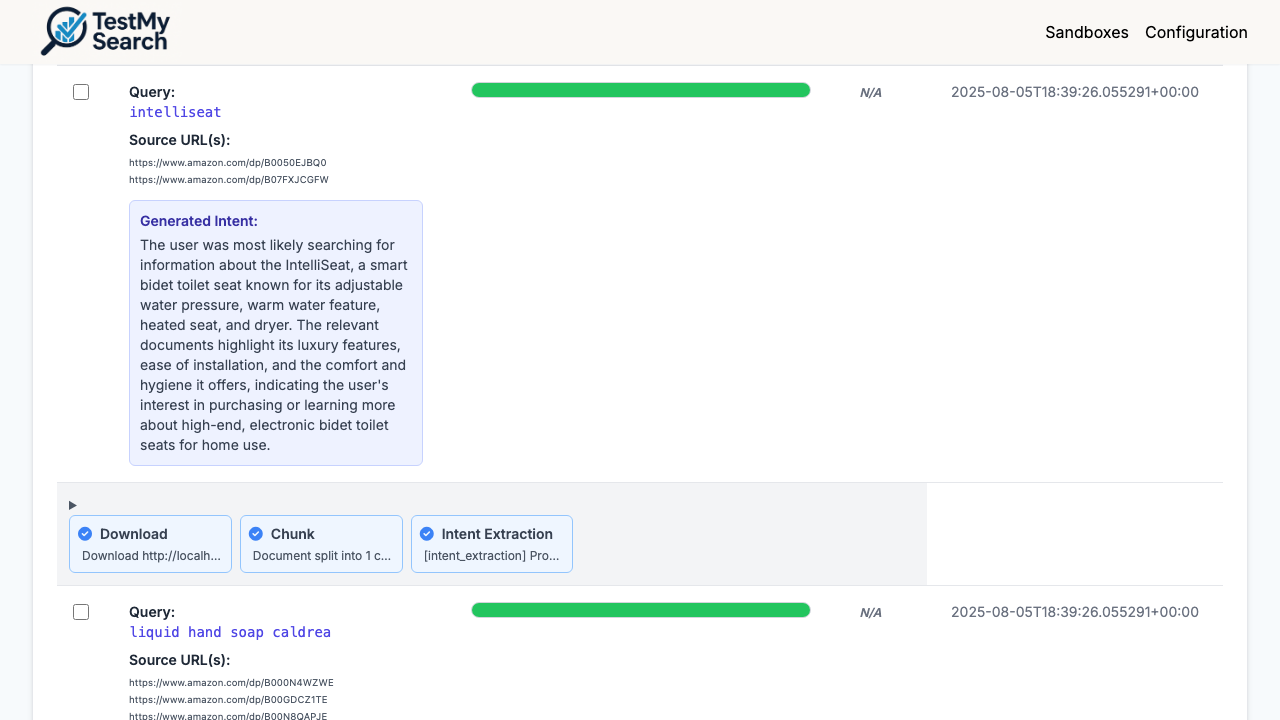 TestMy
Search
Sandboxes Configuration
Query:
intelliseat
N/A
2025-08-05T18:39:26.055291+00:00
Source URL(s):
https://www.amazon.com/dp/B0050EJBQ0
https://www.amazon.com/dp/B07FXJCGFW
Generated Intent:
The user was most likely searching for
information about the IntelliSeat, a smart
bidet toilet seat known for its adjustable
water pressure, warm water feature,
heated seat, and dryer. The relevant
documents highlight its luxury features,
ease of installation, and the comfort and
hygiene it offers, indicating the user's
interest in purchasing or learning more
about high-end, electronic bidet toilet
seats for home use.
Download
Download http://localh...
Chunk
Document split into 1 c...
Intent Extraction
[intent_extraction] Pro...
Query:
liquid hand soap caldrea
N/A
2025-08-05T18:39:26.055291+00:00
Source URL(s):
https://www.amazon.com/dp/B000N4WZWE
https://www.amazon.com/dp/B00GDCZ1TE
https://www.amazon.com/dp/B00N8QAPJE